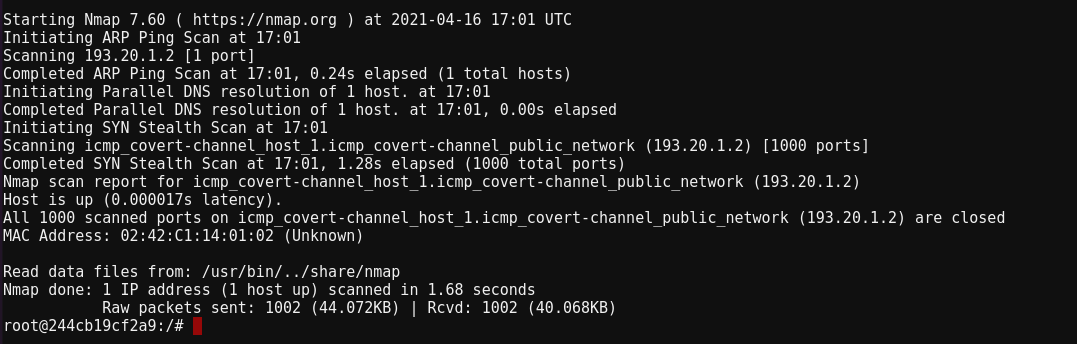 Starting Nmap 7.60 ( https://nmap.org ) at 2021-04-16 17:01 UTC
Initiating ARP Ping Scan at 17:01
Scanning 193.20.1.2 [1 port]
Completed ARP Ping Scan at 17:01, 0.24s elapsed (1 total hosts)
Initiating Parallel DNS resolution of 1 host. at 17:01
Completed Parallel DNS resolution of 1 host. at 17:01, 0.00s elapsed
Initiating SYN Stealth Scan at 17:01
Scanning icmp_covert-channel_host_1.icmp_covert-channel_public_network (193.20.1.2) [1000 ports]
Completed SYN Stealth Scan at 17:01, 1.28s elapsed (1000 total ports)
Nmap scan report for icmp_covert-channel_host_1.icmp_covert-channel_public_network (193.20.1.2)
Host is up (0.000017s latency).
All 1000 scanned ports on icmp_covert-channel_host_1.icmp_covert-channel_public_network (193.20.1.2) are closed
MAC Address: 02:42:C1:14:01:02 (Unknown)

Read data files from: /usr/bin/../share/nmap
Nmap done: 1 IP address (1 host up) scanned in 1.68 seconds
           Raw packets sent: 1002 (44.072KB) | Rcvd: 1002 (40.068KB)
root@244cb19cf2a9:/#